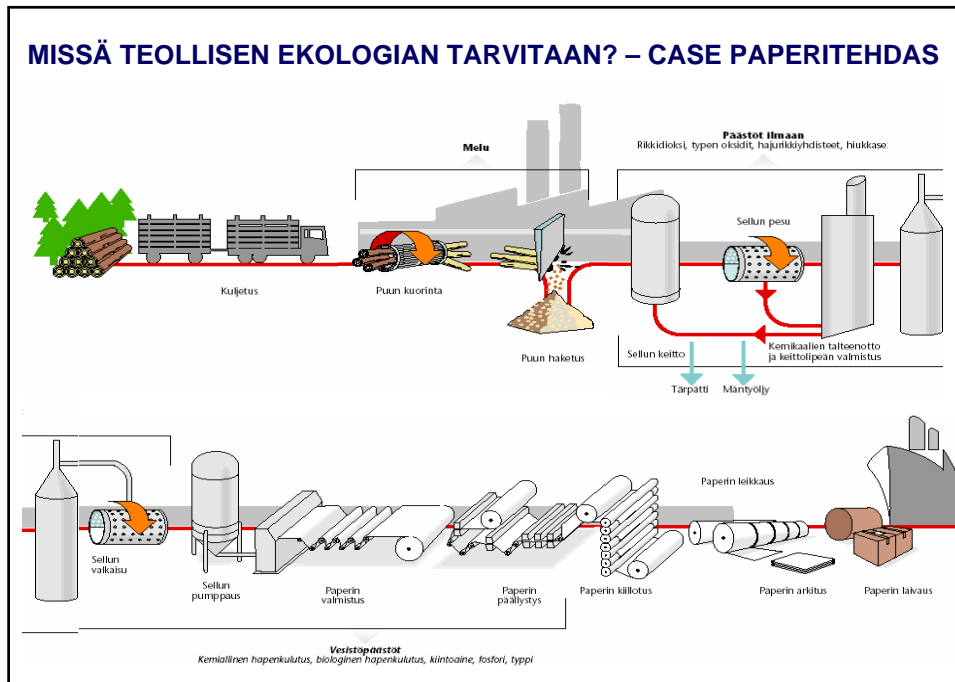 MISSÄ TEOLLISEN EKOLOGIAN TARVITAAN? – CASE PAPERITEHDAS
Melu
Päästöt ilmaan
Rikkidioksi, typen oksidit, hajurikkiyhdisteet, hiukkase
Sellun pesu
Kuljetus
Puun kuorinta
Puun haketus
Sellun keitto
Kemikaalien talteenotto
ja keittolipeän valmistus
Tärpätti
Mäntyöljy
Paperin leikkaus
Sellun
valkaisu
Sellun
pumppaus
Paperin
valmistus
Paperin
päällystys
Paperin kiillotus
Paperin arkitus
Paperin laivaus
Vesistöpäästöt
Kemiallinen hapenkulutus, biologinen hapenkulutus, kiintoaine, fosfori, typpi